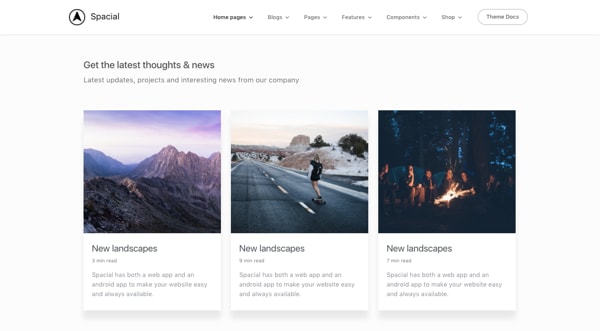 Spacial
Home pages
Blogs
Pages
Features
Components
Shop
Theme Docs
Get the latest thoughts & news
Latest updates, projects and interesting news from our company
New landscapes
3 min read
Spacial has both a web app and an
android app to make your website easy
and always available.
New landscapes
9 min read
Spacial has both a web app and an
android app to make your website easy
and always available.
New landscapes
7 min read
Spacial has both a web app and an
android app to make your website easy
and always available.